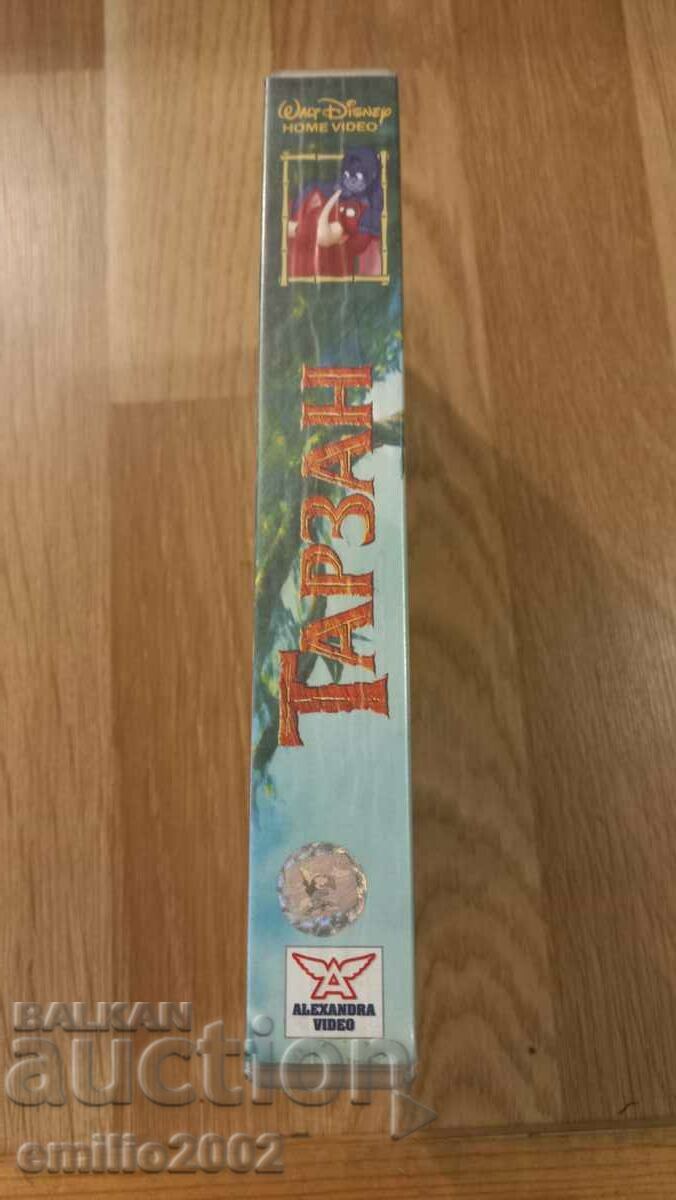 WALT DISNEY
HOME VIDEO
ТАРЗАН
ALEXANDRA
VIDEO
BALKAN
auction
emilio2002